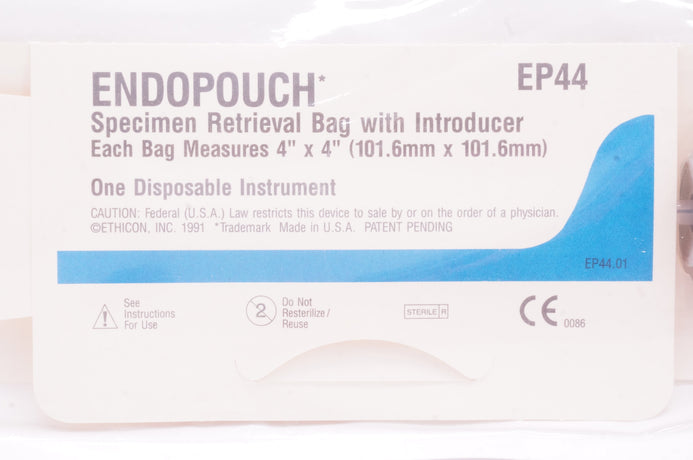 ENDOPOUCH*
EP44
Specimen Retrieval Bag with Introducer
Each Bag Measures 4" x 4" (101.6mm x 101.6mm)
One Disposable Instrument
CAUTION: Federal (U.S.A.) Law restricts this device to sale by or on the order of a physician.
©ETHICON, INC. 1991 *Trademark Made in U.S.A. PATENT PENDING
EP44.01
See
Instructions
For Use
2
Do Not
Resterilize/
Reuse
STERILE R
CE 0086